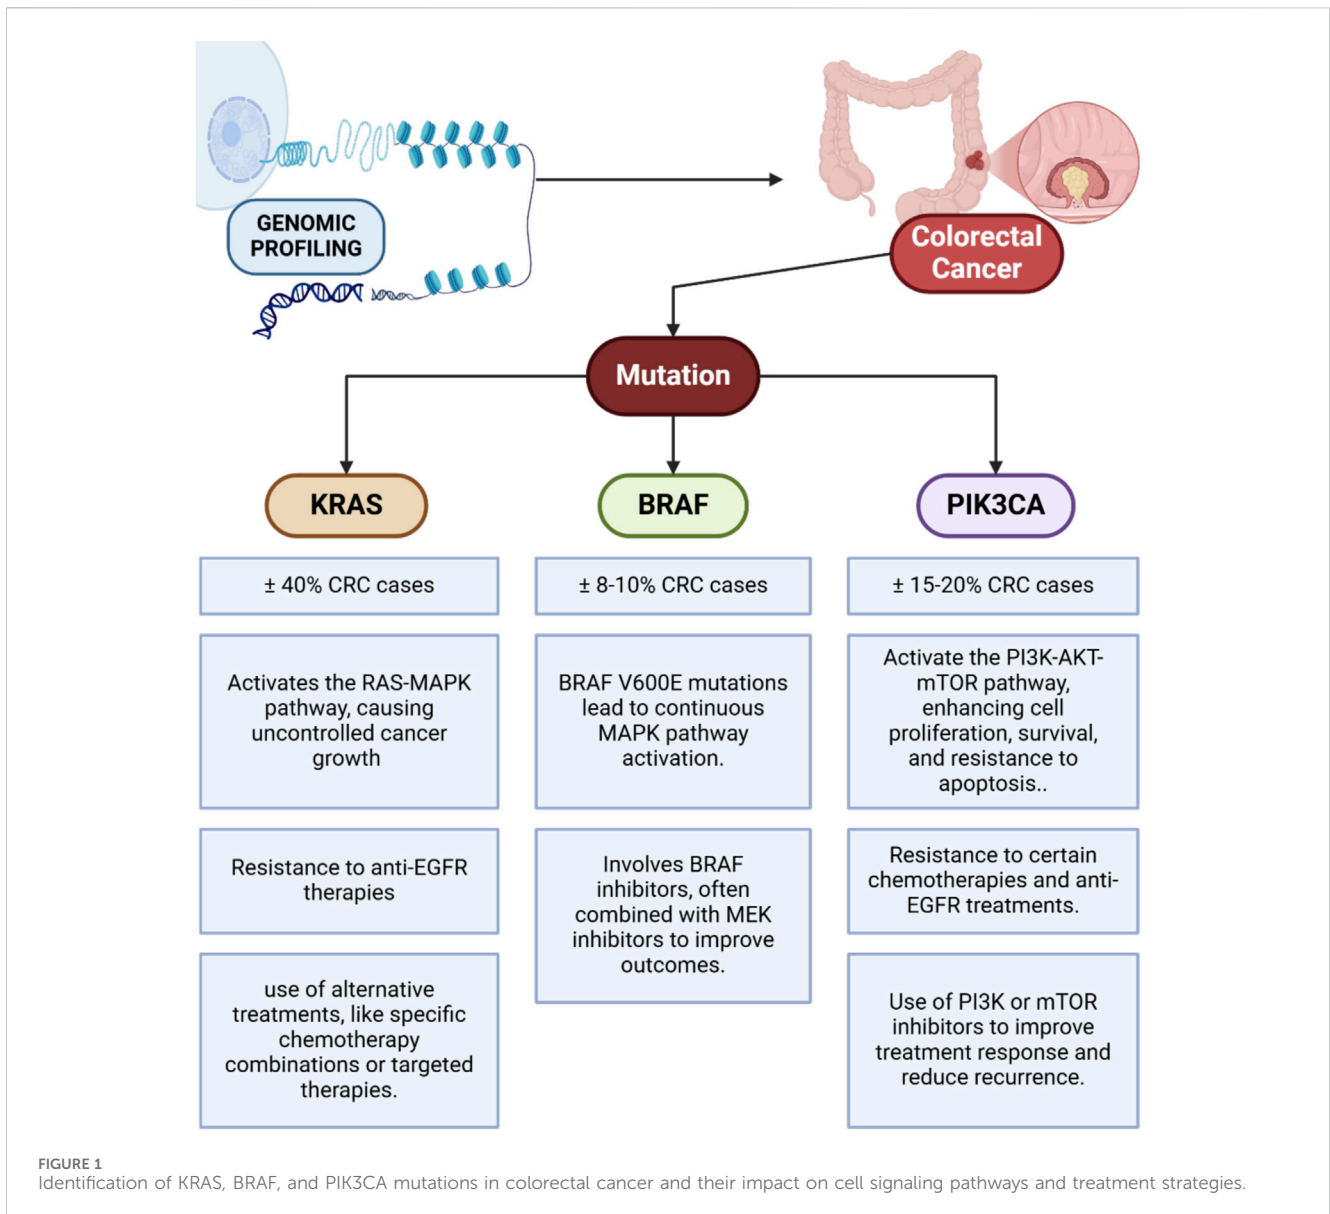 GENOMIC
PROFILING
Colorectal
Cancer
Mutation
KRAS
± 40% CRC cases
Activates the RAS-MAPK
pathway, causing
uncontrolled cancer
growth
Resistance to anti-EGFR
therapies
use of alternative
treatments, like specific
chemotherapy
combinations or targeted
therapies.
BRAF
± 8-10% CRC cases
BRAF V600E mutations
lead to continuous
MAPK pathway
activation.
Involves BRAF
inhibitors, often
combined with MEK
inhibitors to improve
outcomes.
PIK3CA
± 15-20% CRC cases
Activate the PI3K-AKT-
mTOR pathway,
enhancing cell
proliferation, survival,
and resistance to
apoptosis..
Resistance to certain
chemotherapies and anti-
EGFR treatments.
Use of PI3K or mTOR
inhibitors to improve
treatment response and
reduce recurrence.
FIGURE 1
Identification of KRAS, BRAF, and PIK3CA mutations in colorectal cancer and their impact on cell signaling pathways and treatment strategies.